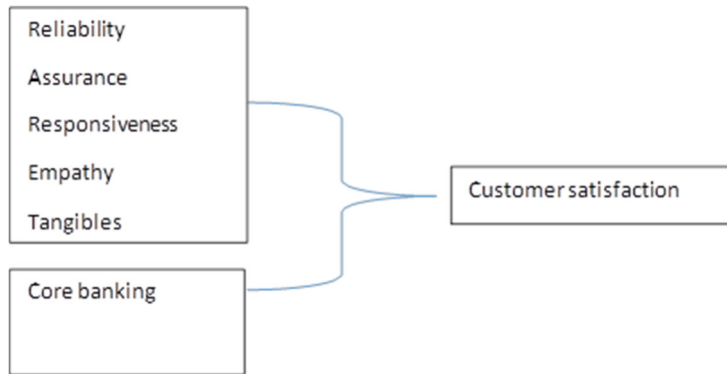 Reliability
Assurance
Responsiveness
Empathy
Tangibles
Core banking
Customer satisfaction